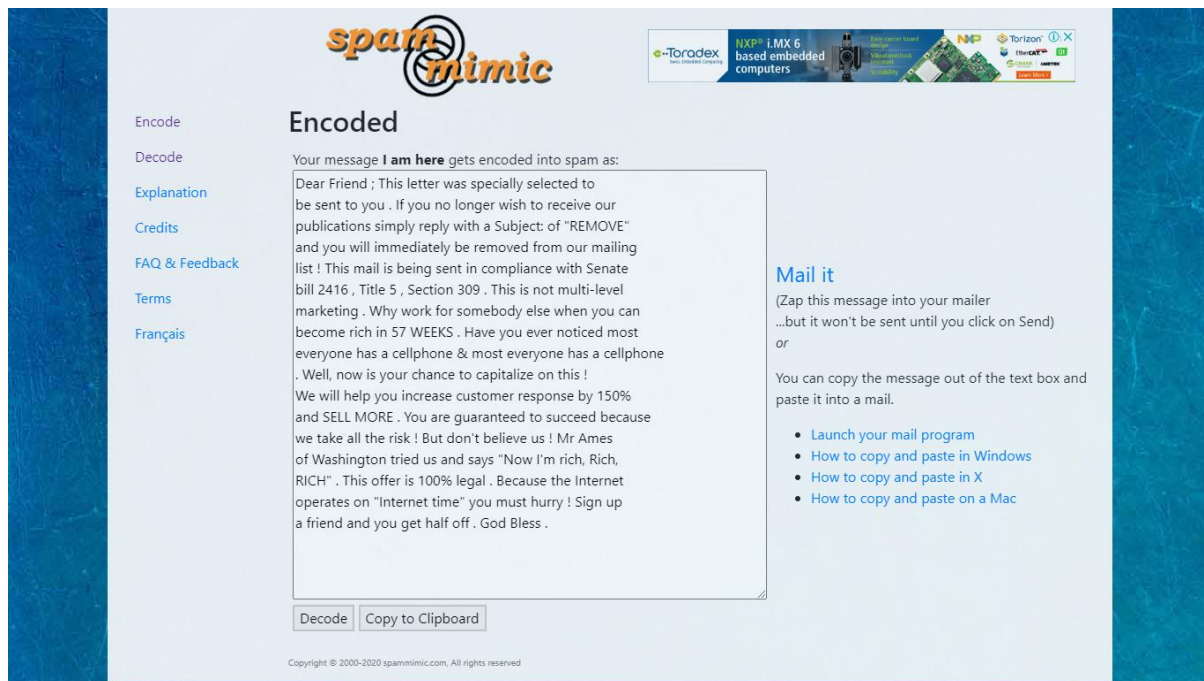 spam mimic
Toradex
Swiss. Embedded. Computing.
NXP® i.MX 6
based embedded
computers
Easy carrier board
design
NXP
Torizon
EtherCAT
Qt
AMETEK
Learn More >
Encode
Decode
Explanation
Credits
FAQ & Feedback
Terms
Français
Encoded
Your message I am here gets encoded into spam as:
Dear Friend ; This letter was specially selected to
be sent to you . If you no longer wish to receive our
publications simply reply with a Subject: of "REMOVE"
and you will immediately be removed from our mailing
list ! This mail is being sent in compliance with Senate
bill 2416 , Title 5 , Section 309 . This is not multi-level
marketing . Why work for somebody else when you can
become rich in 57 WEEKS . Have you ever noticed most
everyone has a cellphone & most everyone has a cellphone
. Well, now is your chance to capitalize on this !
We will help you increase customer response by 150%
and SELL MORE . You are guaranteed to succeed because
we take all the risk ! But don't believe us ! Mr Ames
of Washington tried us and says "Now I'm rich, Rich,
RICH" . This offer is 100% legal . Because the Internet
operates on "Internet time" you must hurry ! Sign up
a friend and you get half off . God Bless .
Decode
Copy to Clipboard
Mail it
(Zap this message into your mailer
...but it won't be sent until you click on Send)
or
You can copy the message out of the text box and
paste it into a mail.
Launch your mail program
How to copy and paste in Windows
How to copy and paste in X
How to copy and paste on a Mac
Copyright © 2000-2020 spammimic.com, All rights reserved